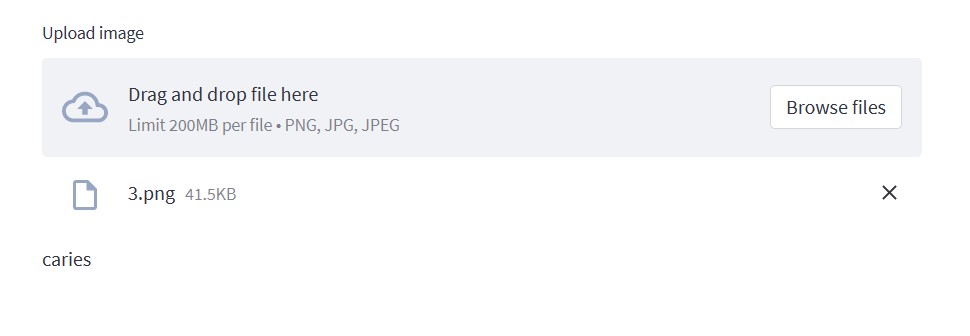 Upload image
Drag and drop file here
Browse files
Limit 200MB per file • PNG, JPG, JPEG
3.png 41.5KB
caries